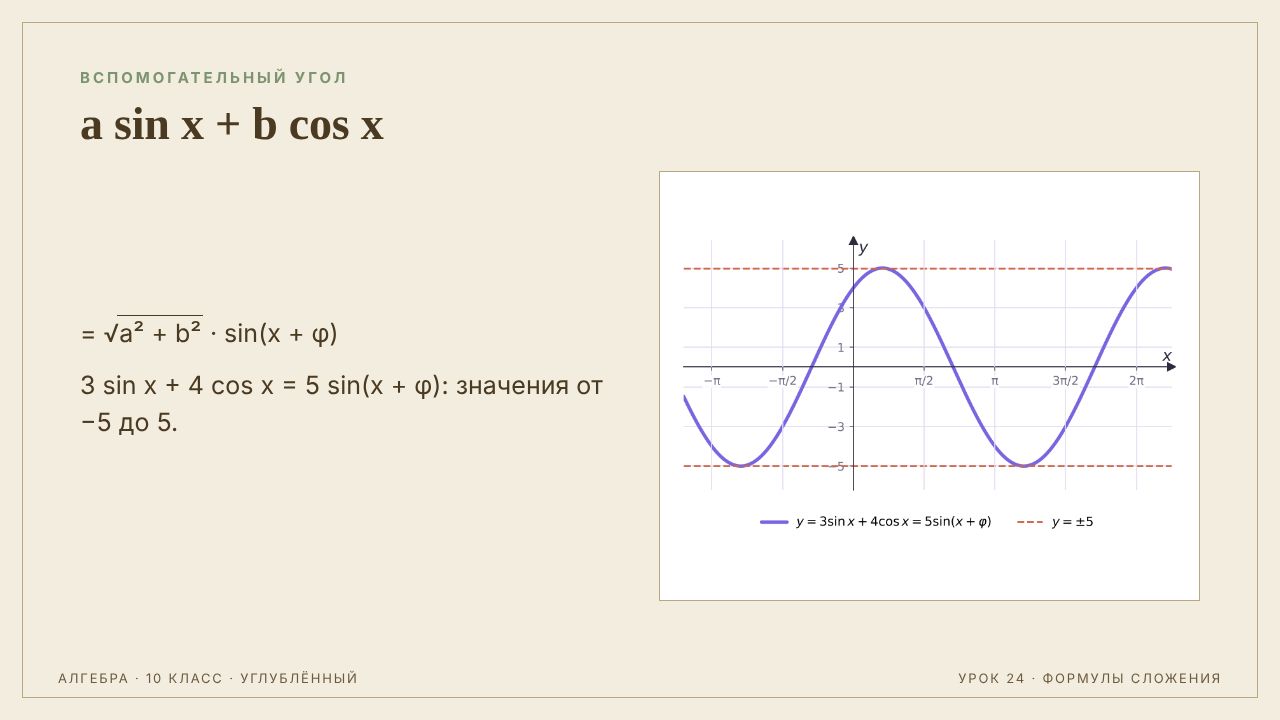 ВСПОМОГАТЕЛЬНЫЙ УГОЛ
a sin x + b cos x
= √a² + b² · sin(x + φ)
3 sin x + 4 cos x = 5 sin(x + φ): значения от
−5 до 5.
y
5
3
1
x
−π −π/2 π/2 π 3π/2 2π
−1
−3
−5
y = 3sin x + 4cos x = 5sin(x + φ) y = ±5
АЛГЕБРА · 10 КЛАСС · УГЛУБЛЁННЫЙ
УРОК 24 · ФОРМУЛЫ СЛОЖЕНИЯ